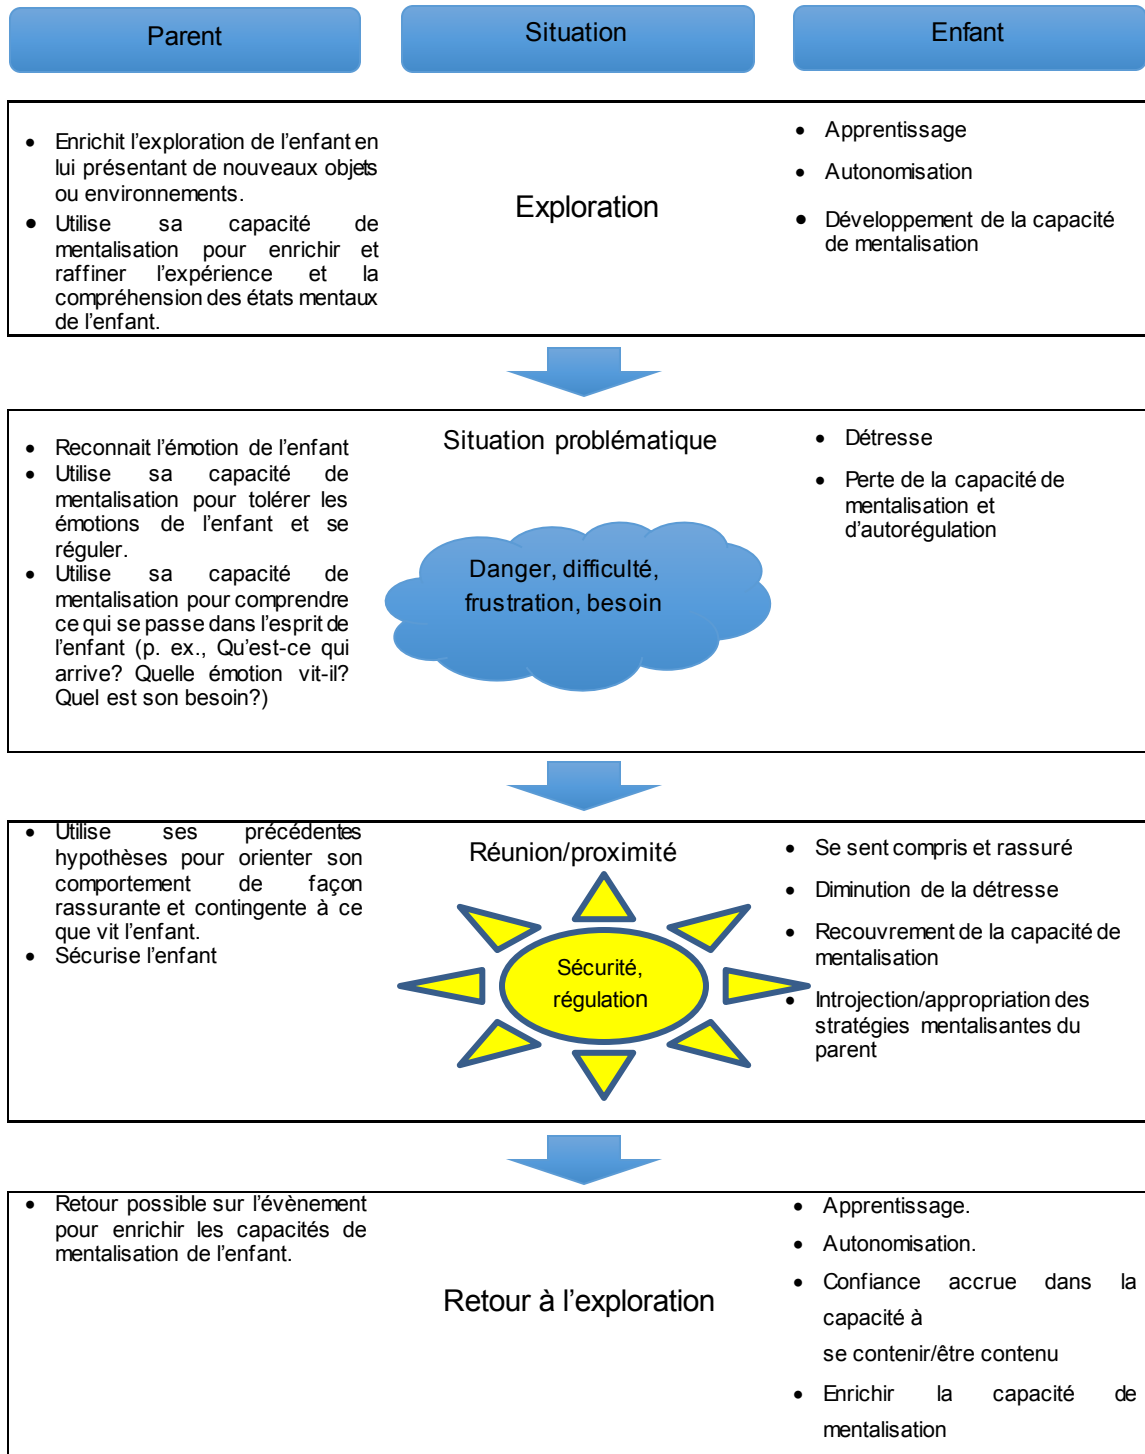 Parent
Situation
Enfant
• Enrichit l’exploration de l’enfant en
lui présentant de nouveaux objets
ou environnements.
• Utilise sa capacité de
mentalisation pour enrichir et
raffiner l’expérience et la
compréhension des états mentaux
de l’enfant.
Exploration
• Apprentissage
• Autonomisation
• Développement de la capacité
de mentalisation
• Reconnait l’émotion de l’enfant
• Utilise sa capacité de
mentalisation pour tolérer les
émotions de l’enfant et se
réguler.
• Utilise sa capacité de
mentalisation pour comprendre
ce qui se passe dans l’esprit de
l’enfant (p. ex., Qu’est-ce qui
arrive? Quelle émotion vit-il?
Quel est son besoin?)
Situation problématique
Danger, difficulté,
frustration, besoin
• Détresse
• Perte de la capacité de
mentalisation et
d’autorégulation
• Utilise ses précédentes
hypothèses pour orienter son
comportement de façon
rassurante et contingente à ce
que vit l’enfant.
• Sécurise l’enfant
Réunion/proximité
Sécurité,
régulation
• Se sent compris et rassuré
• Diminution de la détresse
• Recouvrement de la capacité de
mentalisation
• Introjection/appropriation des
stratégies mentalisantes du
parent
• Retour possible sur l’évènement
pour enrichir les capacités de
mentalisation de l’enfant.
Retour à l’exploration
• Apprentissage.
• Autonomisation.
• Confiance accrue dans la
capacité à
se contenir/être contenu
• Enrichir la capacité de
mentalisation